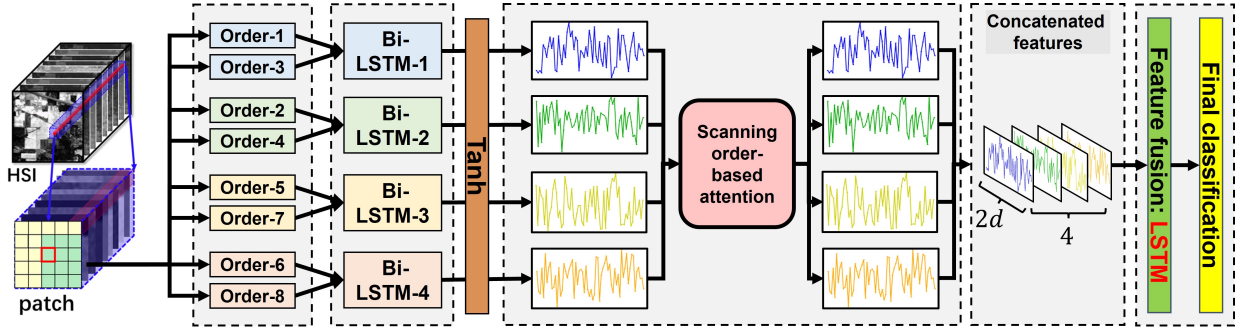 HSI
patch
Order-1
Order-3
Order-2
Order-4
Order-5
Order-7
Order-6
Order-8
Bi-
LSTM-1
Bi-
LSTM-2
Bi-
LSTM-3
Bi-
LSTM-4
Tanh
Scanning
order-
based
attention
Concatenated
features
2d
4
Feature fusion: LSTM
Final classification